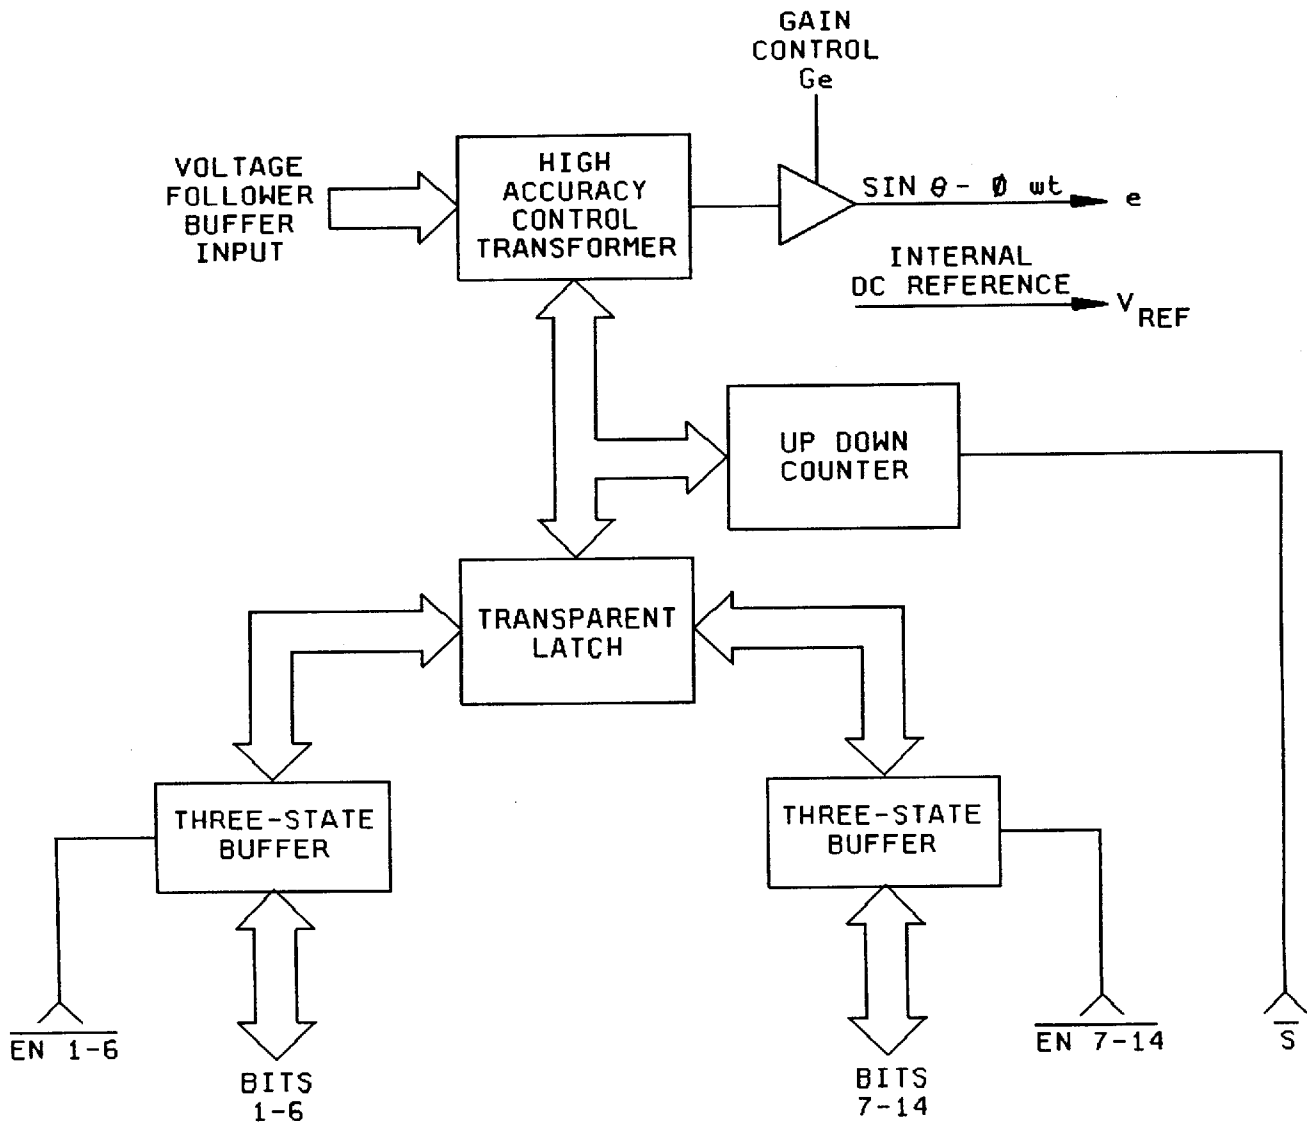 GAIN
CONTROL
Ge
VOLTAGE
FOLLOWER
BUFFER
INPUT
HIGH
ACCURACY
CONTROL
TRANSFORMER
SIN θ - Ø wt
e
INTERNAL
DC REFERENCE
VREF
UP DOWN
COUNTER
TRANSPARENT
LATCH
THREE-STATE
BUFFER
THREE-STATE
BUFFER
EN 1-6
BITS
1-6
BITS
7-14
EN 7-14
S